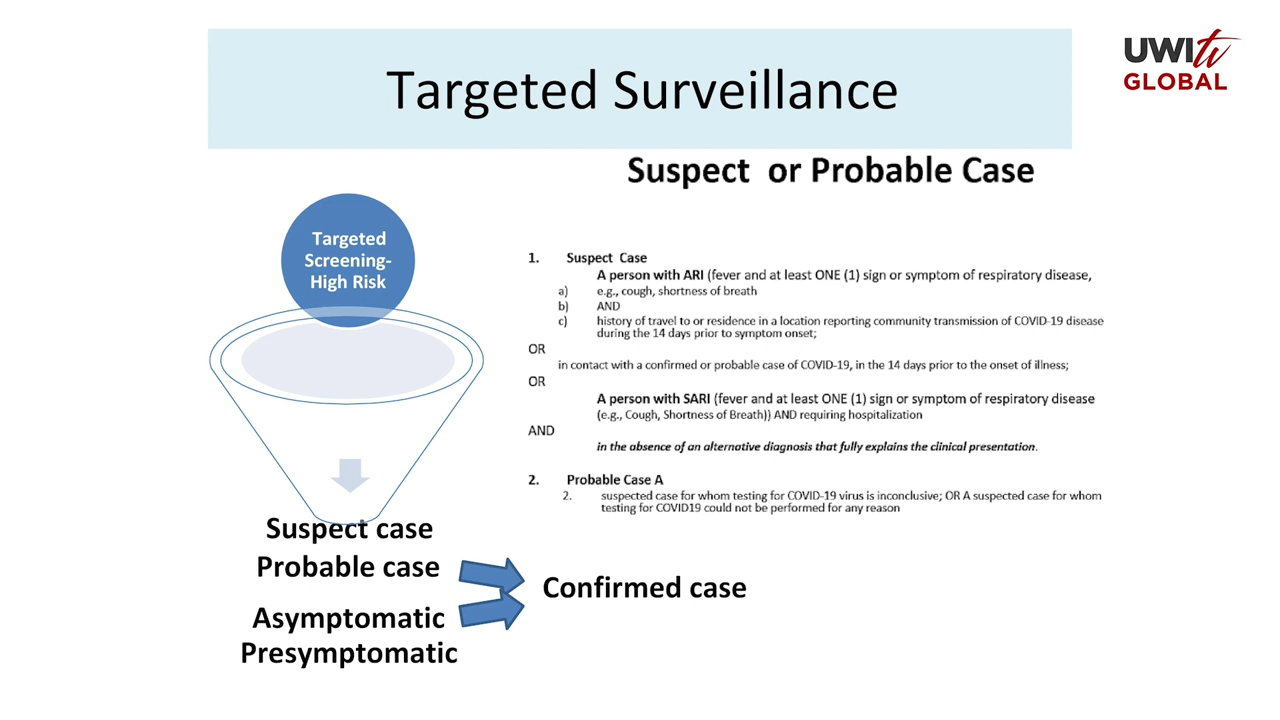 UWI tv
GLOBAL
Targeted Surveillance
Suspect or Probable Case
Targeted
Screening-
High Risk
1. Suspect Case
A person with ARI (fever and at least ONE (1) sign or symptom of respiratory disease,
a) e.g., cough, shortness of breath
b) AND
c) history of travel to or residence in a location reporting community transmission of COVID-19 disease
during the 14 days prior to symptom onset;
OR
in contact with a confirmed or probable case of COVID-19, in the 14 days prior to the onset of illness;
OR
A person with SARI (fever and at least ONE (1) sign or symptom of respiratory disease
(e.g., Cough, Shortness of Breath)) AND requiring hospitalization
AND
in the absence of an alternative diagnosis that fully explains the clinical presentation.
2. Probable Case A
2. suspected case for whom testing for COVID-19 virus is inconclusive; OR A suspected case for whom
testing for COVID19 could not be performed for any reason
Suspect case
Probable case
Asymptomatic
Presymptomatic
Confirmed case